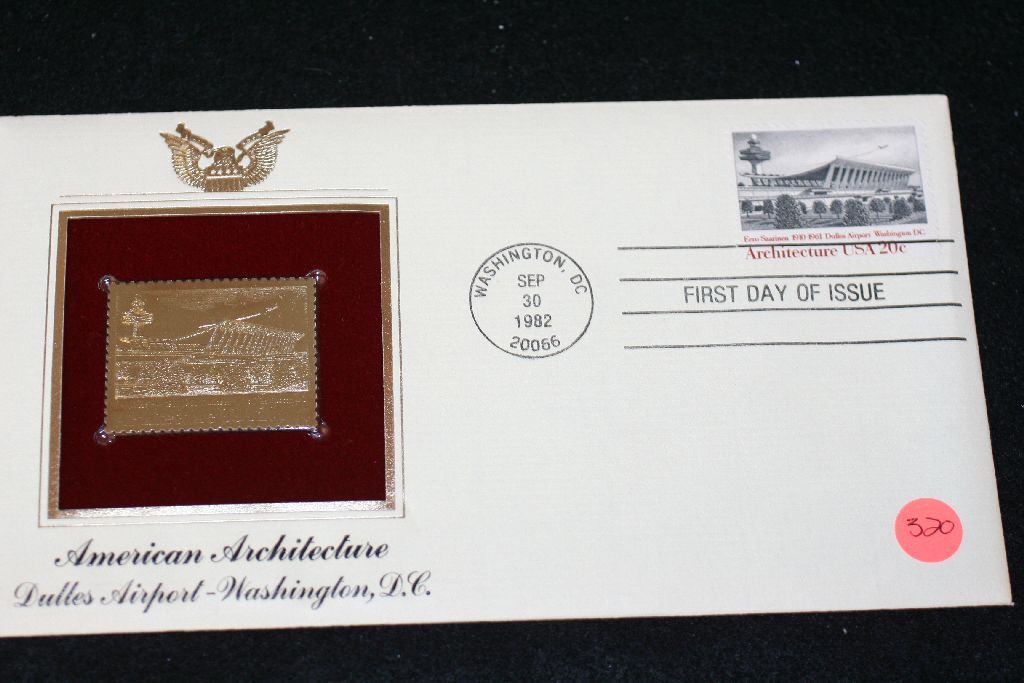 Eero Saarinen 1910-1961 Dulles Airport Washington DC
Architecture USA 20c
WASHINGTON, DC
SEP
30
1982
20066
FIRST DAY OF ISSUE
American Architecture
Dulles Airport - Washington, D.C.
320